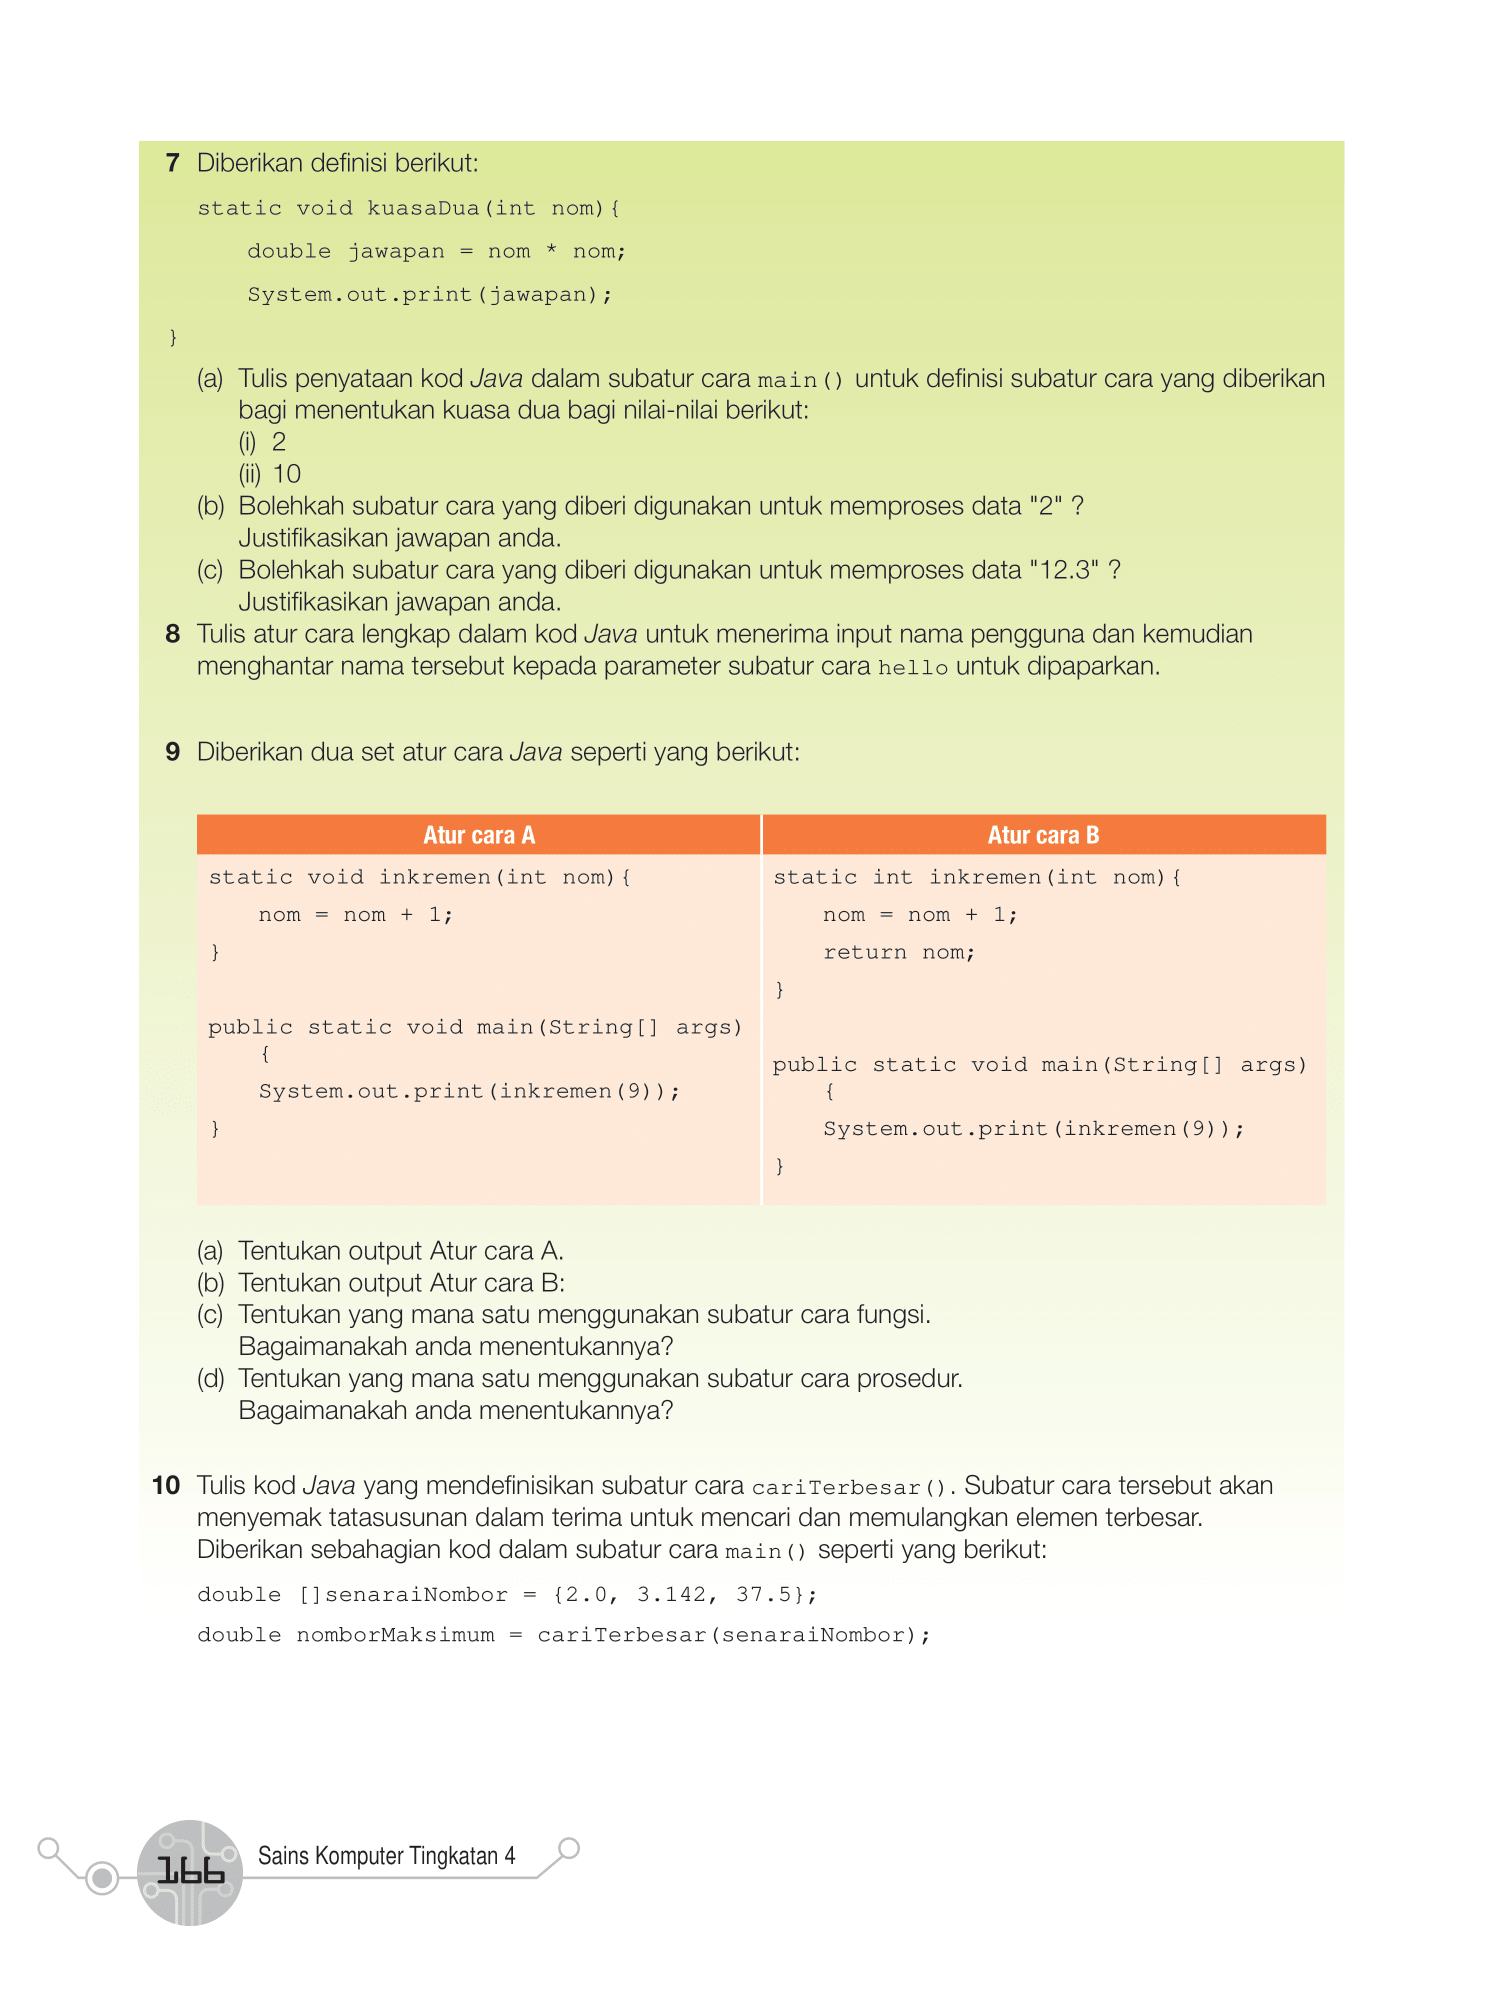 7 Diberikan definisi berikut:
static void kuasaDua(int nom){
double jawapan = nom * nom;
System.out.print(jawapan);
}
(a) Tulis penyataan kod Java dalam subatur cara main() untuk definisi subatur cara yang diberikan
bagi menentukan kuasa dua bagi nilai-nilai berikut:
(i) 2
(ii) 10
(b) Bolehkah subatur cara yang diberi digunakan untuk memproses data "2" ?
Justifikasikan jawapan anda.
(c) Bolehkah subatur cara yang diberi digunakan untuk memproses data "12.3" ?
Justifikasikan jawapan anda.
8 Tulis atur cara lengkap dalam kod Java untuk menerima input nama pengguna dan kemudian
menghantar nama tersebut kepada parameter subatur cara hello untuk dipaparkan.
9 Diberikan dua set atur cara Java seperti yang berikut:
Atur cara A
static void inkremen(int nom){
nom = nom + 1;
}
public static void main(String[] args)
{
System.out.print(inkremen(9));
}
Atur cara B
static int inkremen(int nom){
nom = nom + 1;
return nom;
}
public static void main(String[] args)
{
System.out.print(inkremen(9));
}
(a) Tentukan output Atur cara A.
(b) Tentukan output Atur cara B:
(c) Tentukan yang mana satu menggunakan subatur cara fungsi.
Bagaimanakah anda menentukannya?
(d) Tentukan yang mana satu menggunakan subatur cara prosedur.
Bagaimanakah anda menentukannya?
10 Tulis kod Java yang mendefinisikan subatur cara cariTerbesar(). Subatur cara tersebut akan
menyemak tatasusunan dalam terima untuk mencari dan memulangkan elemen terbesar.
Diberikan sebahagian kod dalam subatur cara main() seperti yang berikut:
double []senaraiNombor = {2.0, 3.142, 37.5};
double nomborMaksimum = cariTerbesar(senaraiNombor);
166 Sains Komputer Tingkatan 4